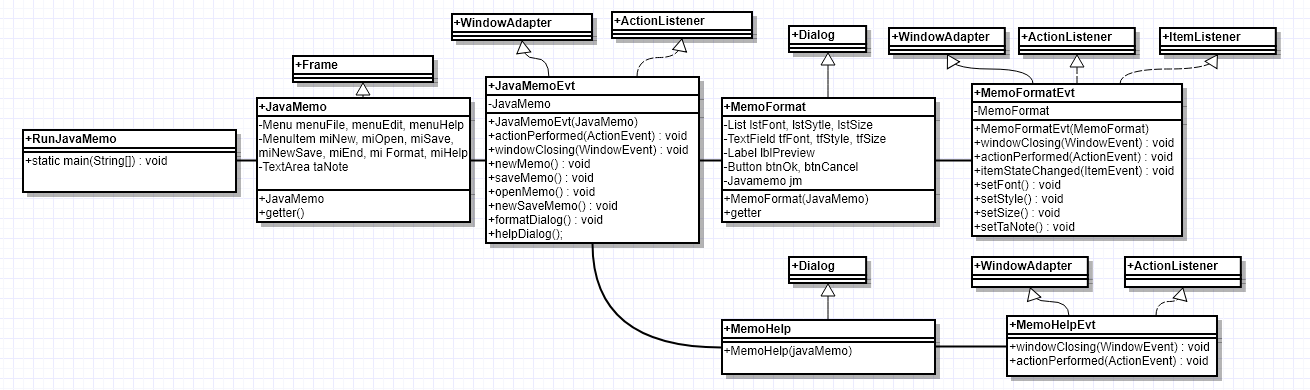 +RunJavaMemo
+static main(String[]) : void
+Frame
+JavaMemo
-Menu menuFile, menuEdit, menuHelp
-MenuItem miNew, miOpen, miSave,
miNewSave, miEnd, mi Format, miHelp
-TextArea taNote
+JavaMemo
+getter()
+WindowAdapter
+ActionListener
+JavaMemoEvt
-JavaMemo
+JavaMemoEvt(JavaMemo)
+actionPerformed(ActionEvent) : void
+windowClosing(WindowEvent) : void
+newMemo() : void
+saveMemo() : void
+openMemo() : void
+newSaveMemo() : void
+formatDialog() : void
+helpDialog();
+Dialog
+MemoFormat
-List lstFont, lstSytle, lstSize
-TextField tfFont, tfStyle, tfSize
-Label lblPreview
-Button btnOk, btnCancel
-Javamemo jm
+MemoFormat(JavaMemo)
+getter
+WindowAdapter
+ActionListener
+ItemListener
+MemoFormatEvt
-MemoFormat
+MemoFormatEvt(MemoFormat)
+windowClosing(WindowEvent) : void
+actionPerformed(ActionEvent) : void
+itemStateChanged(ItemEvent) : void
+setFont() : void
+setStyle() : void
+setSize() : void
+setTaNote() : void
+Dialog
+MemoHelp
+MemoHelp(javaMemo)
+WindowAdapter
+ActionListener
+MemoHelpEvt
+windowClosing(WindowEvent) : void
+actionPerformed(ActionEvent) : void